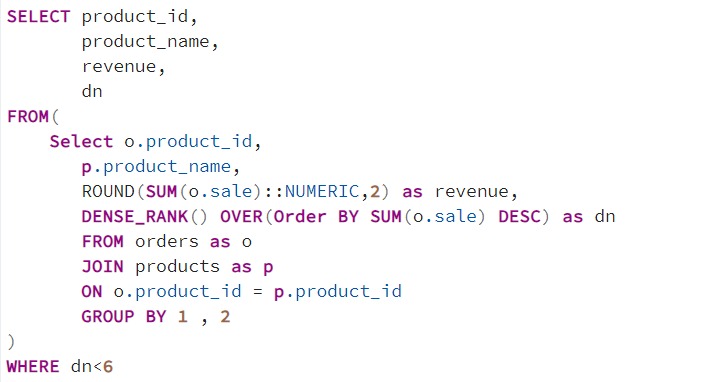 SELECT product_id,
product_name,
revenue,
dn
FROM(
Select o.product_id,
p.product_name,
ROUND(SUM(o.sale)::NUMERIC,2) as revenue,
DENSE_RANK() OVER(Order BY SUM(o.sale) DESC) as dn
FROM orders as o
JOIN products as p
ON o.product_id = p.product_id
GROUP BY 1 , 2
)
WHERE dn<6